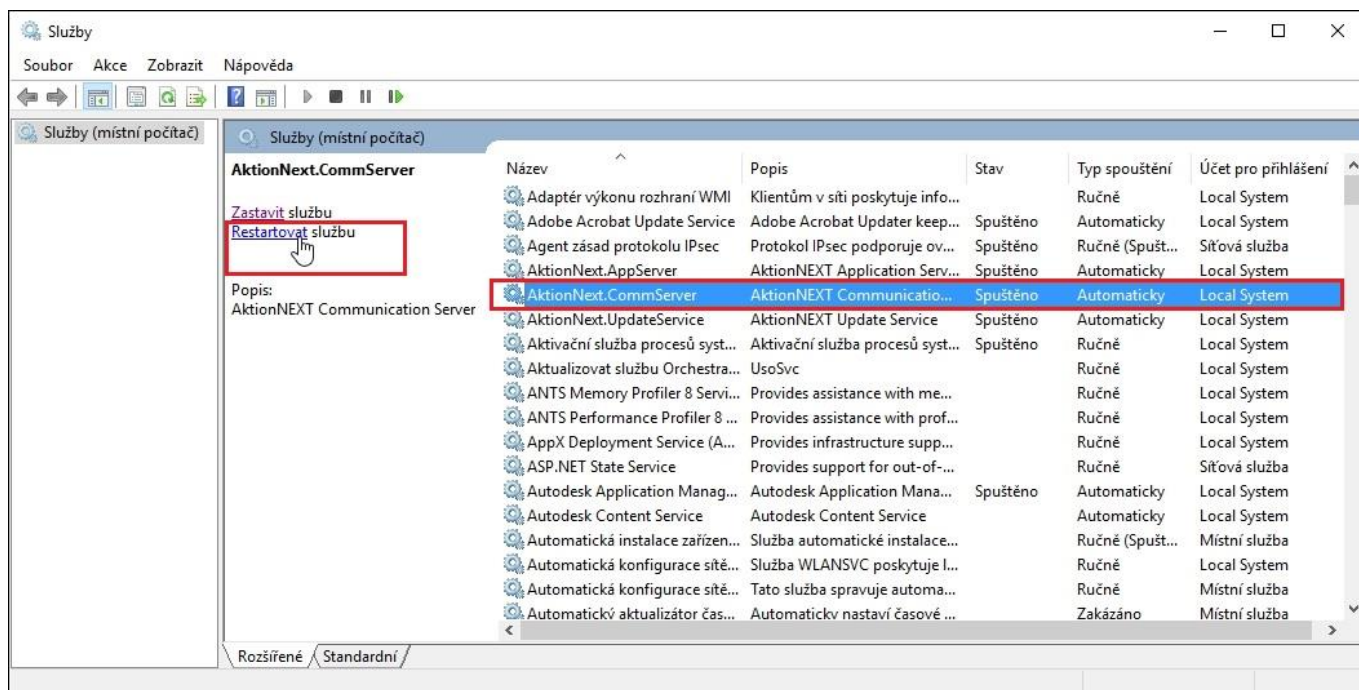 Služby
Soubor Akce Zobrazit Nápověda
Služby (místní počítač)
Služby (místní počítač)
AktionNext.CommServer
Zastavit službu
Restartovat službu
Popis:
AktionNEXT Communication Server
Název Popis Stav Typ spouštění Účet pro přihlášení
Adaptér výkonu rozhraní WMI Klientům v síti poskytuje info... Ručně Local System
Adobe Acrobat Update Service Adobe Acrobat Updater keep... Spuštěno Automaticky Local System
Agent zásad protokolu IPsec Protokol IPsec podporuje ov... Spuštěno Ručně (Spušt... Síťová služba
AktionNext.AppServer AktionNEXT Application Serv... Spuštěno Automaticky Local System
AktionNext.CommServer AktionNEXT Communicatio... Spuštěno Automaticky Local System
AktionNext.UpdateService AktionNEXT Update Service Spuštěno Automaticky Local System
Aktivační služba procesů syst... Aktivační služba procesů syst... Spuštěno Ručně Local System
Aktualizovat službu Orchestra... UsoSvc Ručně Local System
ANTS Memory Profiler 8 Servi... Provides assistance with me... Ručně Local System
ANTS Performance Profiler 8 ... Provides assistance with prof... Ručně Local System
AppX Deployment Service (A... Provides infrastructure supp... Ručně Local System
ASP.NET State Service Provides support for out-of-... Ručně Síťová služba
Autodesk Application Manag... Autodesk Application Mana... Spuštěno Automaticky Local System
Autodesk Content Service Autodesk Content Service Automaticky Local System
Automatická instalace zařízen... Služba automatické instalace... Ručně (Spušt... Místní služba
Automatická konfigurace sítě... Služba WLANSVC poskytuje l... Ručně Local System
Automatická konfigurace sítě... Tato služba spravuje automa... Ručně Místní služba
Automatický aktualizátor čas... Automaticky nastaví časové ... Zakázáno Místní služba
Rozšířené Standardní